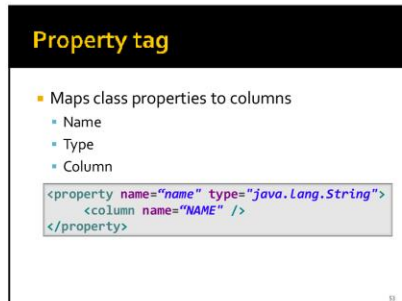 Property tag
Maps class properties to columns
Name
Type
Column
<property name=“name" type="java.lang.String">
<column name=“NAME" />
</property>